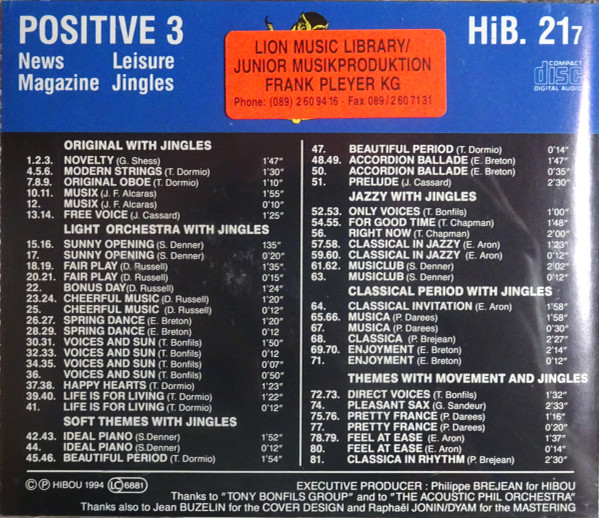 POSITIVE 3
News Leisure
Magazine Jingles
LION MUSIC LIBRARY/
JUNIOR MUSIKPRODUKTION
FRANK PLEYER KG
Phone: (089) 2 60 94 16 · Fax 089/2 60 71 31
HiB. 217
COMPACT
disc
DIGITAL AUDIO
ORIGINAL WITH JINGLES
1.2.3. NOVELTY (G. Shess) 1'47"
4.5.6. MODERN STRINGS (T. Dormio) 1'30"
7.8.9. ORIGINAL OBOE (T. Dormio) 1'10"
10.11. MUSIX (J. F. Alcaras) 1'55"
12. MUSIX (J. F. Alcaras) 0'10"
13.14. FREE VOICE (J. Cassard) 1'25"
LIGHT ORCHESTRA WITH JINGLES
15.16. SUNNY OPENING (S. Denner) 135"
17. SUNNY OPENING (S. Denner) 0'20"
18.19. FAIR PLAY (D. Russell) 1'35"
20.21. FAIR PLAY (D. Russell) 0'15"
22. BONUS DAY (D. Russell) 1'24"
23.24. CHEERFUL MUSIC (D. Russell) 1'20"
25. CHEERFUL MUSIC (D. Russell) 0'12"
26.27. SPRING DANCE (E. Breton) 1'20"
28.29. SPRING DANCE (E. Breton) 0'12"
30.31. VOICES AND SUN (T. Bonfils) 1'50"
32.33. VOICES AND SUN (T. Bonfils) 0'12"
34.35. VOICES AND SUN (T. Bonfils) 0'07"
36. VOICES AND SUN (T. Bonfils) 0'50"
37.38. HAPPY HEARTS (T. Dormio) 1'23"
39.40. LIFE IS FOR LIVING (T. Dormio) 1'22"
41. LIFE IS FOR LIVING (T. Dormio) 0'12"
SOFT THEMES WITH JINGLES
42.43. IDEAL PIANO (S.Denner) 1'52"
44. IDEAL PIANO (S.Denner) 0'12"
45.46. BEAUTIFUL PERIOD (T. Dormio) 1'54"
47. BEAUTIFUL PERIOD (T. Dormio) 0'14"
48.49. ACCORDION BALLADE (E. Breton) 1'47"
50. ACCORDION BALLADE (E. Breton) 0'35"
51. PRELUDE (J. Cassard) 2'30"
JAZZY WITH JINGLES
52.53. ONLY VOICES (T. Bonfils) 1'00"
54.55. FOR GOOD TIME (T. Chapman) 1'48"
56. RIGHT NOW (T. Chapman) 2'00"
57.58. CLASSICAL IN JAZZY (E. Aron) 1'23"
59.60. CLASSICAL IN JAZZY (E. Aron) 0'12"
61.62. MUSICLUB (S. Denner) 2'02"
63. MUSICLUB (S. Denner) 0'12"
CLASSICAL PERIOD WITH JINGLES
64. CLASSICAL INVITATION (E. Aron) 1'58"
65.66. MUSICA (P. Darees) 1'58"
67. MUSICA (P. Darees) 0'30"
68. CLASSICA (P. Brejean) 2'27"
69.70. ENJOYMENT (E. Breton) 2'14"
71. ENJOYMENT (E. Breton) 0'12"
THEMES WITH MOVEMENT AND JINGLES
72.73. DIRECT VOICES (T. Bonfils) 1'32"
74. PLEASANT SAX (G. Sandeur) 2'33"
75.76. PRETTY FRANCE (P. Darees) 1'16"
77. PRETTY FRANCE (P. Darees) 0'20"
78.79. FEEL AT EASE (E. Aron) 1'37"
80. FEEL AT EASE (E. Aron) 0'14"
81. CLASSICA IN RHYTHM (P. Brejean) 2'30"
Ⓒ Ⓟ HIBOU 1994 LC 6881
EXECUTIVE PRODUCER : Philippe BREJEAN for HIBOU
Thanks to "TONY BONFILS GROUP" and to "THE ACOUSTIC PHIL ORCHESTRA"
Thanks also to Jean BUZELIN for the COVER DESIGN and Raphaël JONIN/DYAM for the MASTERING